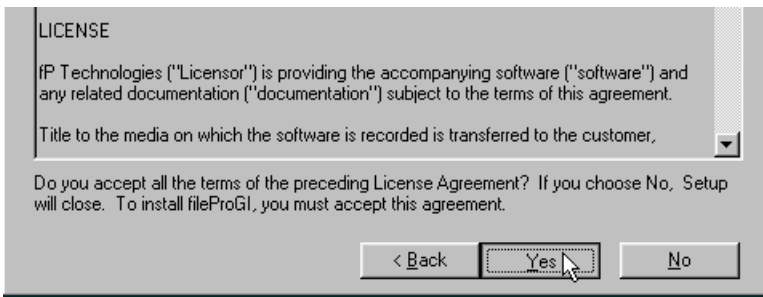 LICENSE
fP Technologies ("Licensor") is providing the accompanying software ("software") and
any related documentation ("documentation") subject to the terms of this agreement.
Title to the media on which the software is recorded is transferred to the customer,
Do you accept all the terms of the preceding License Agreement?  If you choose No,  Setup
will close.  To install fileProGI, you must accept this agreement.
< Back
Yes
No